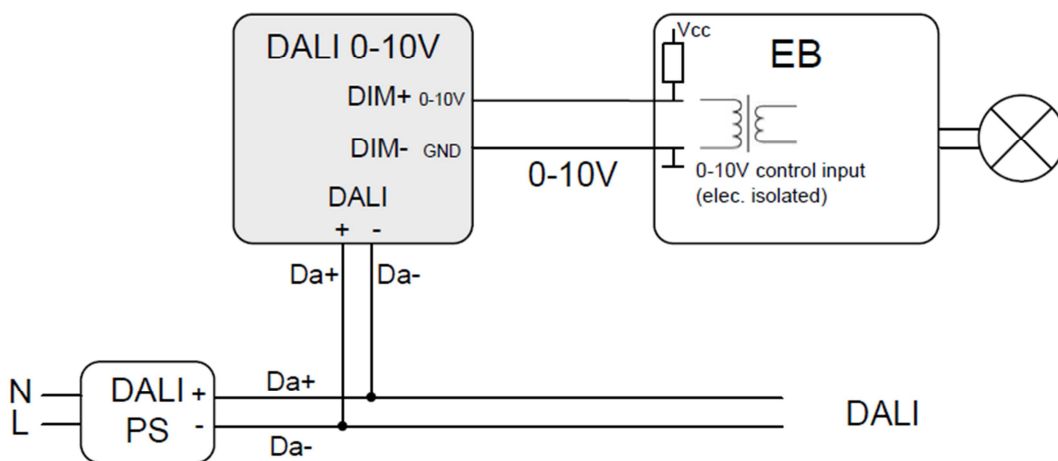 DALI 0-10V
DIM+ 0-10V
DIM- GND
DALI
+ -
Da+ Da-
Vcc
EB
0-10V
0-10V control input
(elec. isolated)
N
L
DALI +
PS -
Da+
Da-
DALI